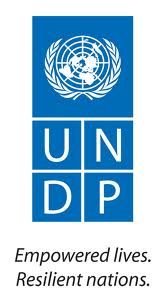 U N
D P
Empowered lives.
Resilient nations.